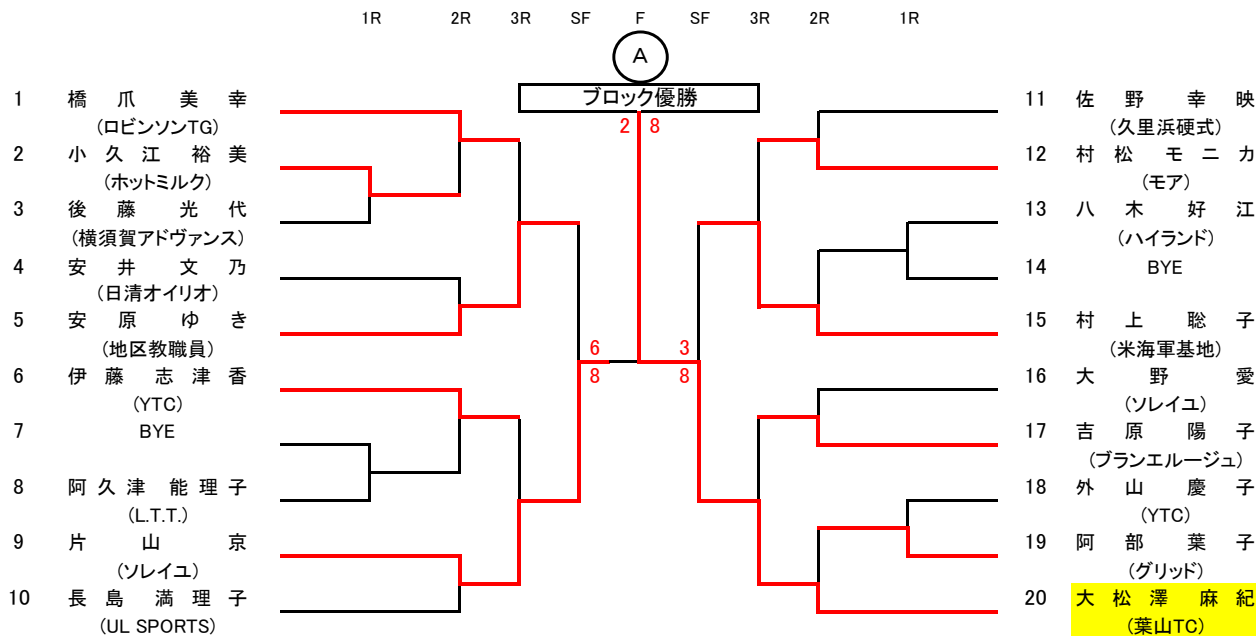 1R 2R 3R SF F SF 3R 2R 1R
A
ブロック優勝
2 8
1 橋爪 美幸
(ロビンソンTG)
2 小久江 裕美
(ホットミルク)
3 後藤 光代
(横須賀アドヴァンス)
4 安井 文乃
(日清オイリオ)
5 安原 ゆき
(地区教職員)
6 伊藤 志津香
(YTC)
7 BYE
8 阿久津 能理子
(L.T.T.)
9 片山 京
(ソレイユ)
10 長島 満理子
(UL SPORTS)
6
8
3
8
11 佐野 幸映
(久里浜硬式)
12 村松 モニカ
(モア)
13 八木 好江
(ハイランド)
14 BYE
15 村上 聡子
(米海軍基地)
16 大野 愛
(ソレイユ)
17 吉原 陽子
(ブランエルージュ)
18 外山 慶子
(YTC)
19 阿部 葉子
(グリッド)
20 大松澤 麻紀
(葉山TC)